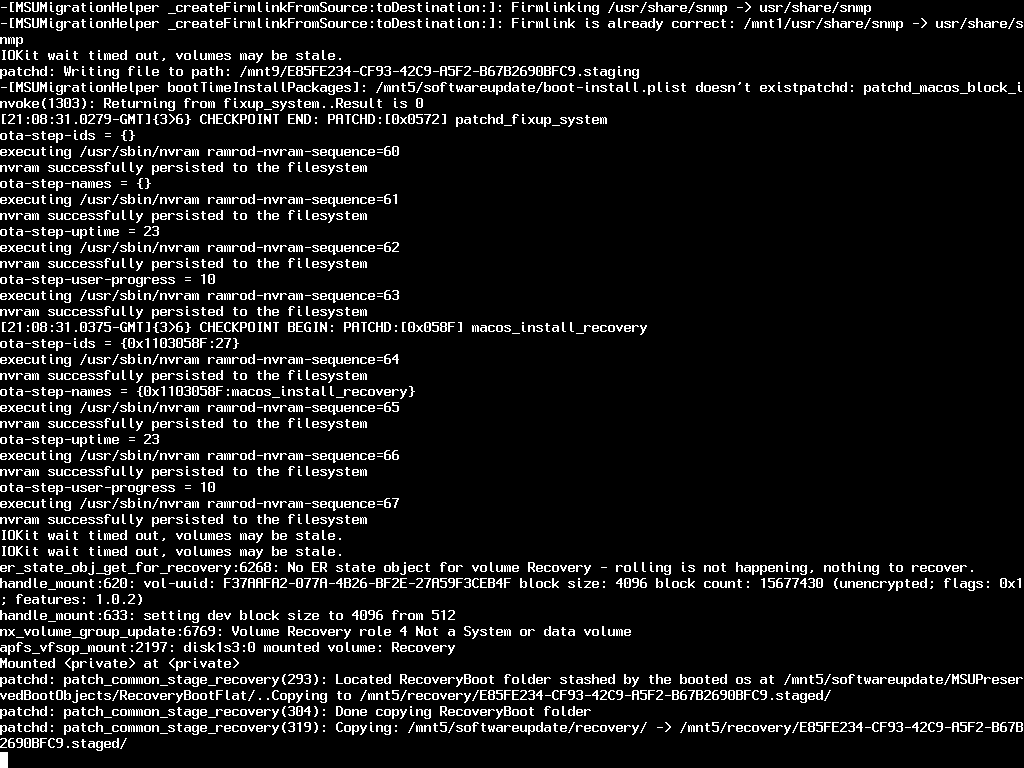 -[MSUMigrationHelper _createFirmlinkFromSource:toDestination:]: Firmlinking /usr/share/snmp -> usr/share/snmp
-[MSUMigrationHelper _createFirmlinkFromSource:toDestination:]: Firmlink is already correct: /mnt1/usr/share/snmp -> usr/share/s
nmp
IOKit wait timed out, volumes may be stale.
patchd: Writing file to path: /mnt9/E85FE234-CF93-42C9-A5F2-B67B2690BFC9.staging
-[MSUMigrationHelper bootTimeInstallPackages]: /mnt5/softwareupdate/boot-install.plist doesn't existpatchd: patchd_macos_block_i
nvoke(1303): Returning from fixup_system..Result is 0
[21:08:31.0279-GMT]{3>6} CHECKPOINT END: PATCHD:[0x0572] patchd_fixup_system
ota-step-ids = {}
executing /usr/sbin/nvram ramrod-nvram-sequence=60
nvram successfully persisted to the filesystem
ota-step-names = {}
executing /usr/sbin/nvram ramrod-nvram-sequence=61
nvram successfully persisted to the filesystem
ota-step-uptime = 23
executing /usr/sbin/nvram ramrod-nvram-sequence=62
nvram successfully persisted to the filesystem
ota-step-user-progress = 10
executing /usr/sbin/nvram ramrod-nvram-sequence=63
nvram successfully persisted to the filesystem
[21:08:31.0375-GMT]{3>6} CHECKPOINT BEGIN: PATCHD:[0x058F] macos_install_recovery
ota-step-ids = {0x1103058F:27}
executing /usr/sbin/nvram ramrod-nvram-sequence=64
nvram successfully persisted to the filesystem
ota-step-names = {0x1103058F:macos_install_recovery}
executing /usr/sbin/nvram ramrod-nvram-sequence=65
nvram successfully persisted to the filesystem
ota-step-uptime = 23
executing /usr/sbin/nvram ramrod-nvram-sequence=66
nvram successfully persisted to the filesystem
ota-step-user-progress = 10
executing /usr/sbin/nvram ramrod-nvram-sequence=67
nvram successfully persisted to the filesystem
IOKit wait timed out, volumes may be stale.
IOKit wait timed out, volumes may be stale.
er_state_obj_get_for_recovery:6268: No ER state object for volume Recovery - rolling is not happening, nothing to recover.
handle_mount:620: vol-uuid: F37AAFA2-077A-4B26-BF2E-27A59F3CEB4F block size: 4096 block count: 15677430 (unencrypted; flags: 0x1
; features: 1.0.2)
handle_mount:633: setting dev block size to 4096 from 512
nx_volume_group_update:6769: Volume Recovery role 4 Not a System or data volume
apfs_vfsop_mount:2197: disk1s3:0 mounted volume: Recovery
Mounted <private> at <private>
patchd: patch_common_stage_recovery(293): Located RecoveryBoot folder stashed by the booted os at /mnt5/softwareupdate/MSUPreser
vedBootObjects/RecoveryBootFlat/..Copying to /mnt5/recovery/E85FE234-CF93-42C9-A5F2-B67B2690BFC9.staged/
patchd: patch_common_stage_recovery(304): Done copying RecoveryBoot folder
patchd: patch_common_stage_recovery(319): Copying: /mnt5/softwareupdate/recovery/ -> /mnt5/recovery/E85FE234-CF93-42C9-A5F2-B67B
2690BFC9.staged/